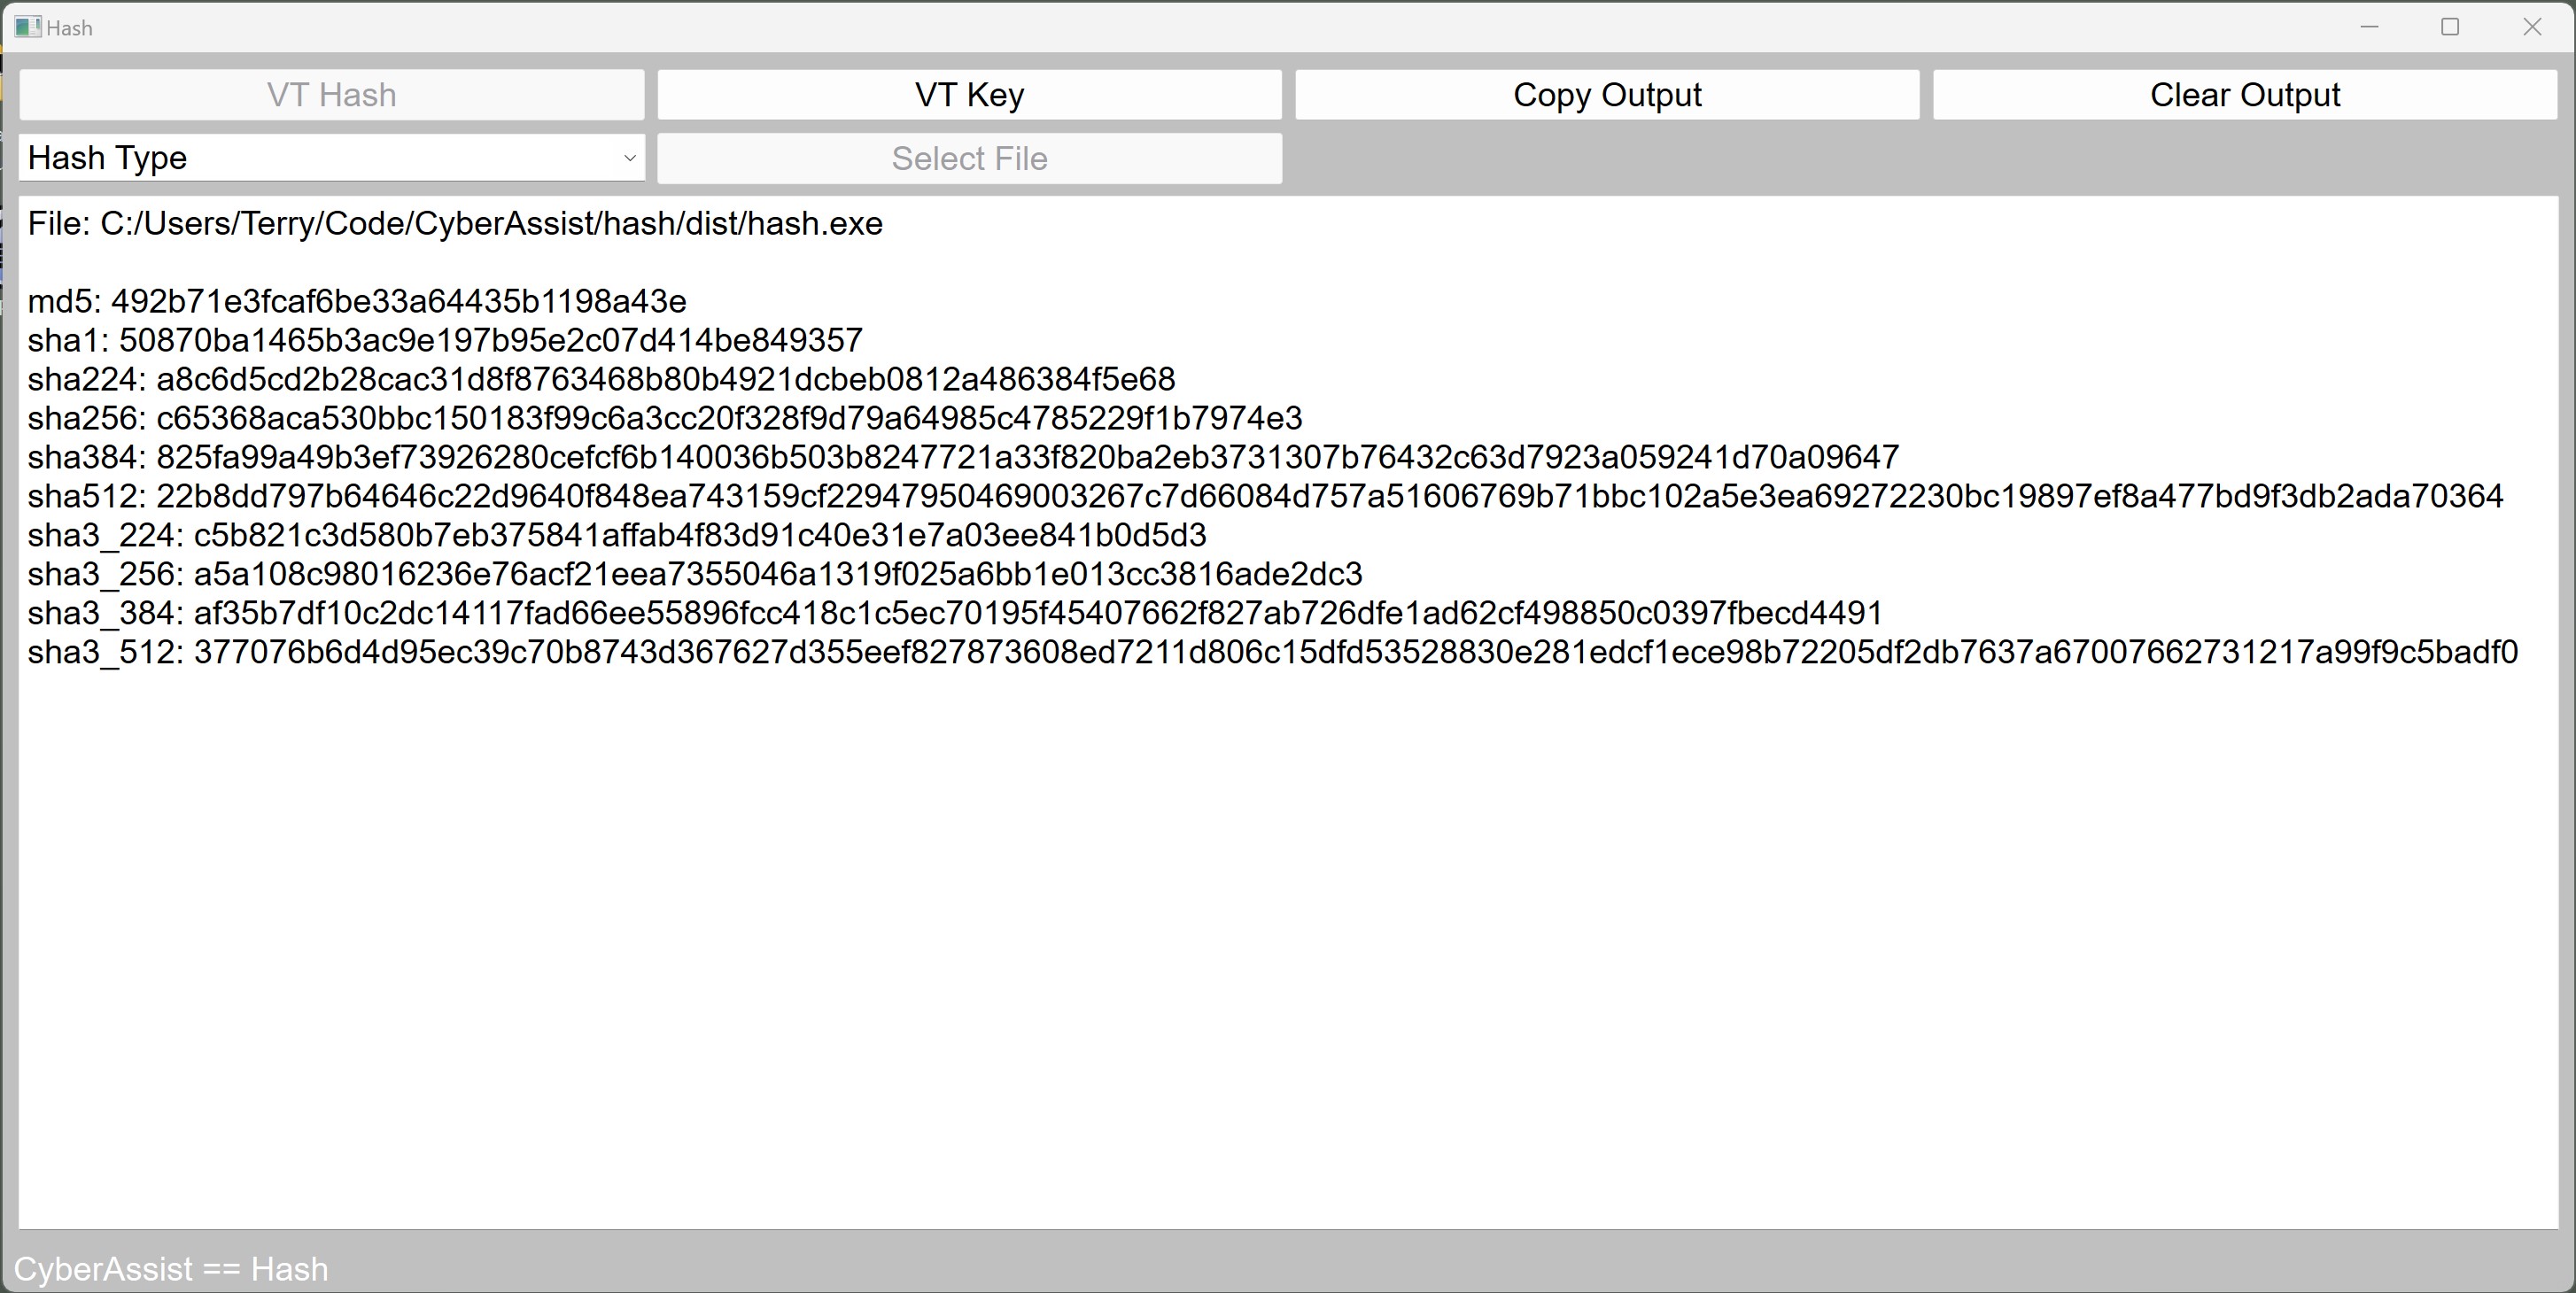 Hash
VT Hash
VT Key
Copy Output
Clear Output
Hash Type
Select File
File: C:/Users/Terry/Code/CyberAssist/hash/dist/hash.exe
md5: 492b71e3fcaf6be33a64435b1198a43e
sha1: 50870ba1465b3ac9e197b95e2c07d414be849357
sha224: a8c6d5cd2b28cac31d8f8763468b80b4921dcbeb0812a486384f5e68
sha256: c65368aca530bbc150183f99c6a3cc20f328f9d79a64985c4785229f1b7974e3
sha384: 825fa99a49b3ef73926280cefcf6b140036b503b8247721a33f820ba2eb3731307b76432c63d7923a059241d70a09647
sha512: 22b8dd797b64646c22d9640f848ea743159cf22947950469003267c7d66084d757a51606769b71bbc102a5e3ea69272230bc19897ef8a477bd9f3db2ada70364
sha3_224: c5b821c3d580b7eb375841affab4f83d91c40e31e7a03ee841b0d5d3
sha3_256: a5a108c98016236e76acf21eea7355046a1319f025a6bb1e013cc3816ade2dc3
sha3_384: af35b7df10c2dc14117fad66ee55896fcc418c1c5ec70195f45407662f827ab726dfe1ad62cf498850c0397fbecd4491
sha3_512: 377076b6d4d95ec39c70b8743d367627d355eef827873608ed7211d806c15dfd53528830e281edcf1ece98b72205df2db7637a67007662731217a99f9c5badf0
CyberAssist == Hash